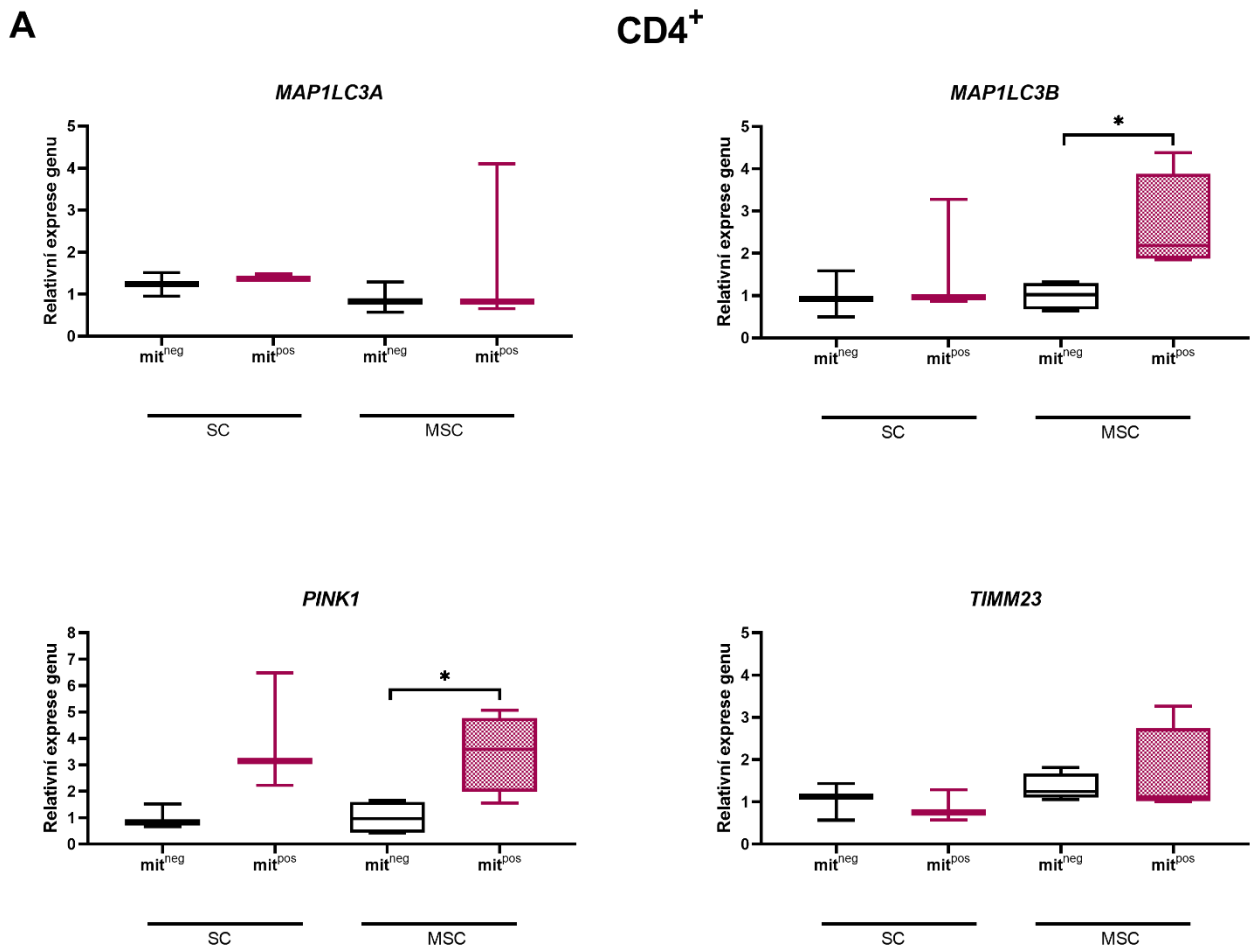 A
CD4⁺
MAP1LC3A
Relativní exprese genu
5
4
3
2
1
0
mitⁿᵉᵍ
mitᵖᵒˢ
mitⁿᵉᵍ
mitᵖᵒˢ
SC
MSC
MAP1LC3B
Relativní exprese genu
5
4
3
2
1
0
*
mitⁿᵉᵍ
mitᵖᵒˢ
mitⁿᵉᵍ
mitᵖᵒˢ
SC
MSC
PINK1
Relativní exprese genu
8
7
6
5
4
3
2
1
0
*
mitⁿᵉᵍ
mitᵖᵒˢ
mitⁿᵉᵍ
mitᵖᵒˢ
SC
MSC
TIMM23
Relativní exprese genu
5
4
3
2
1
0
mitⁿᵉᵍ
mitᵖᵒˢ
mitⁿᵉᵍ
mitᵖᵒˢ
SC
MSC